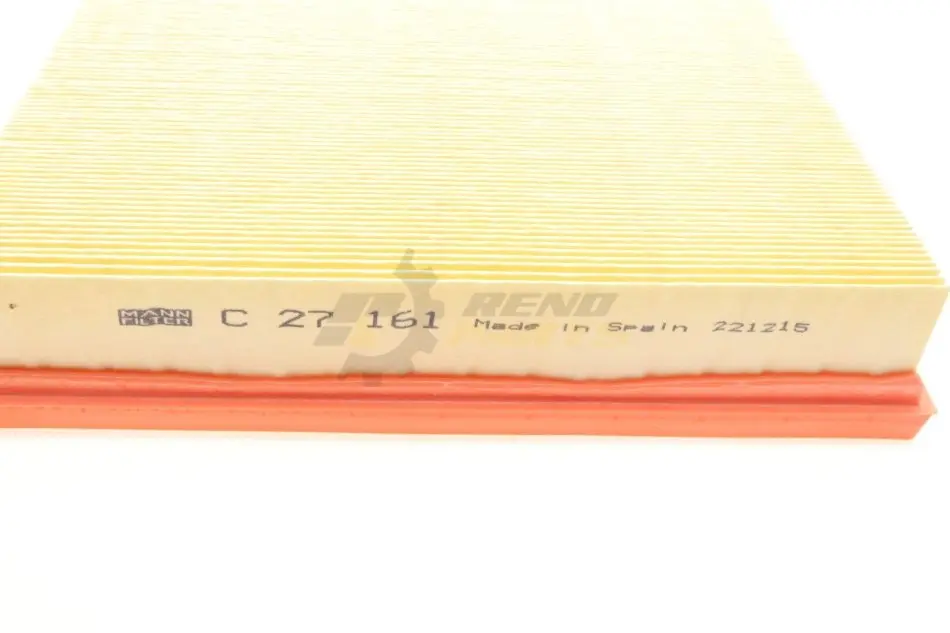 MANN FILTER C 27 161 Made in Spain 221215
RENO